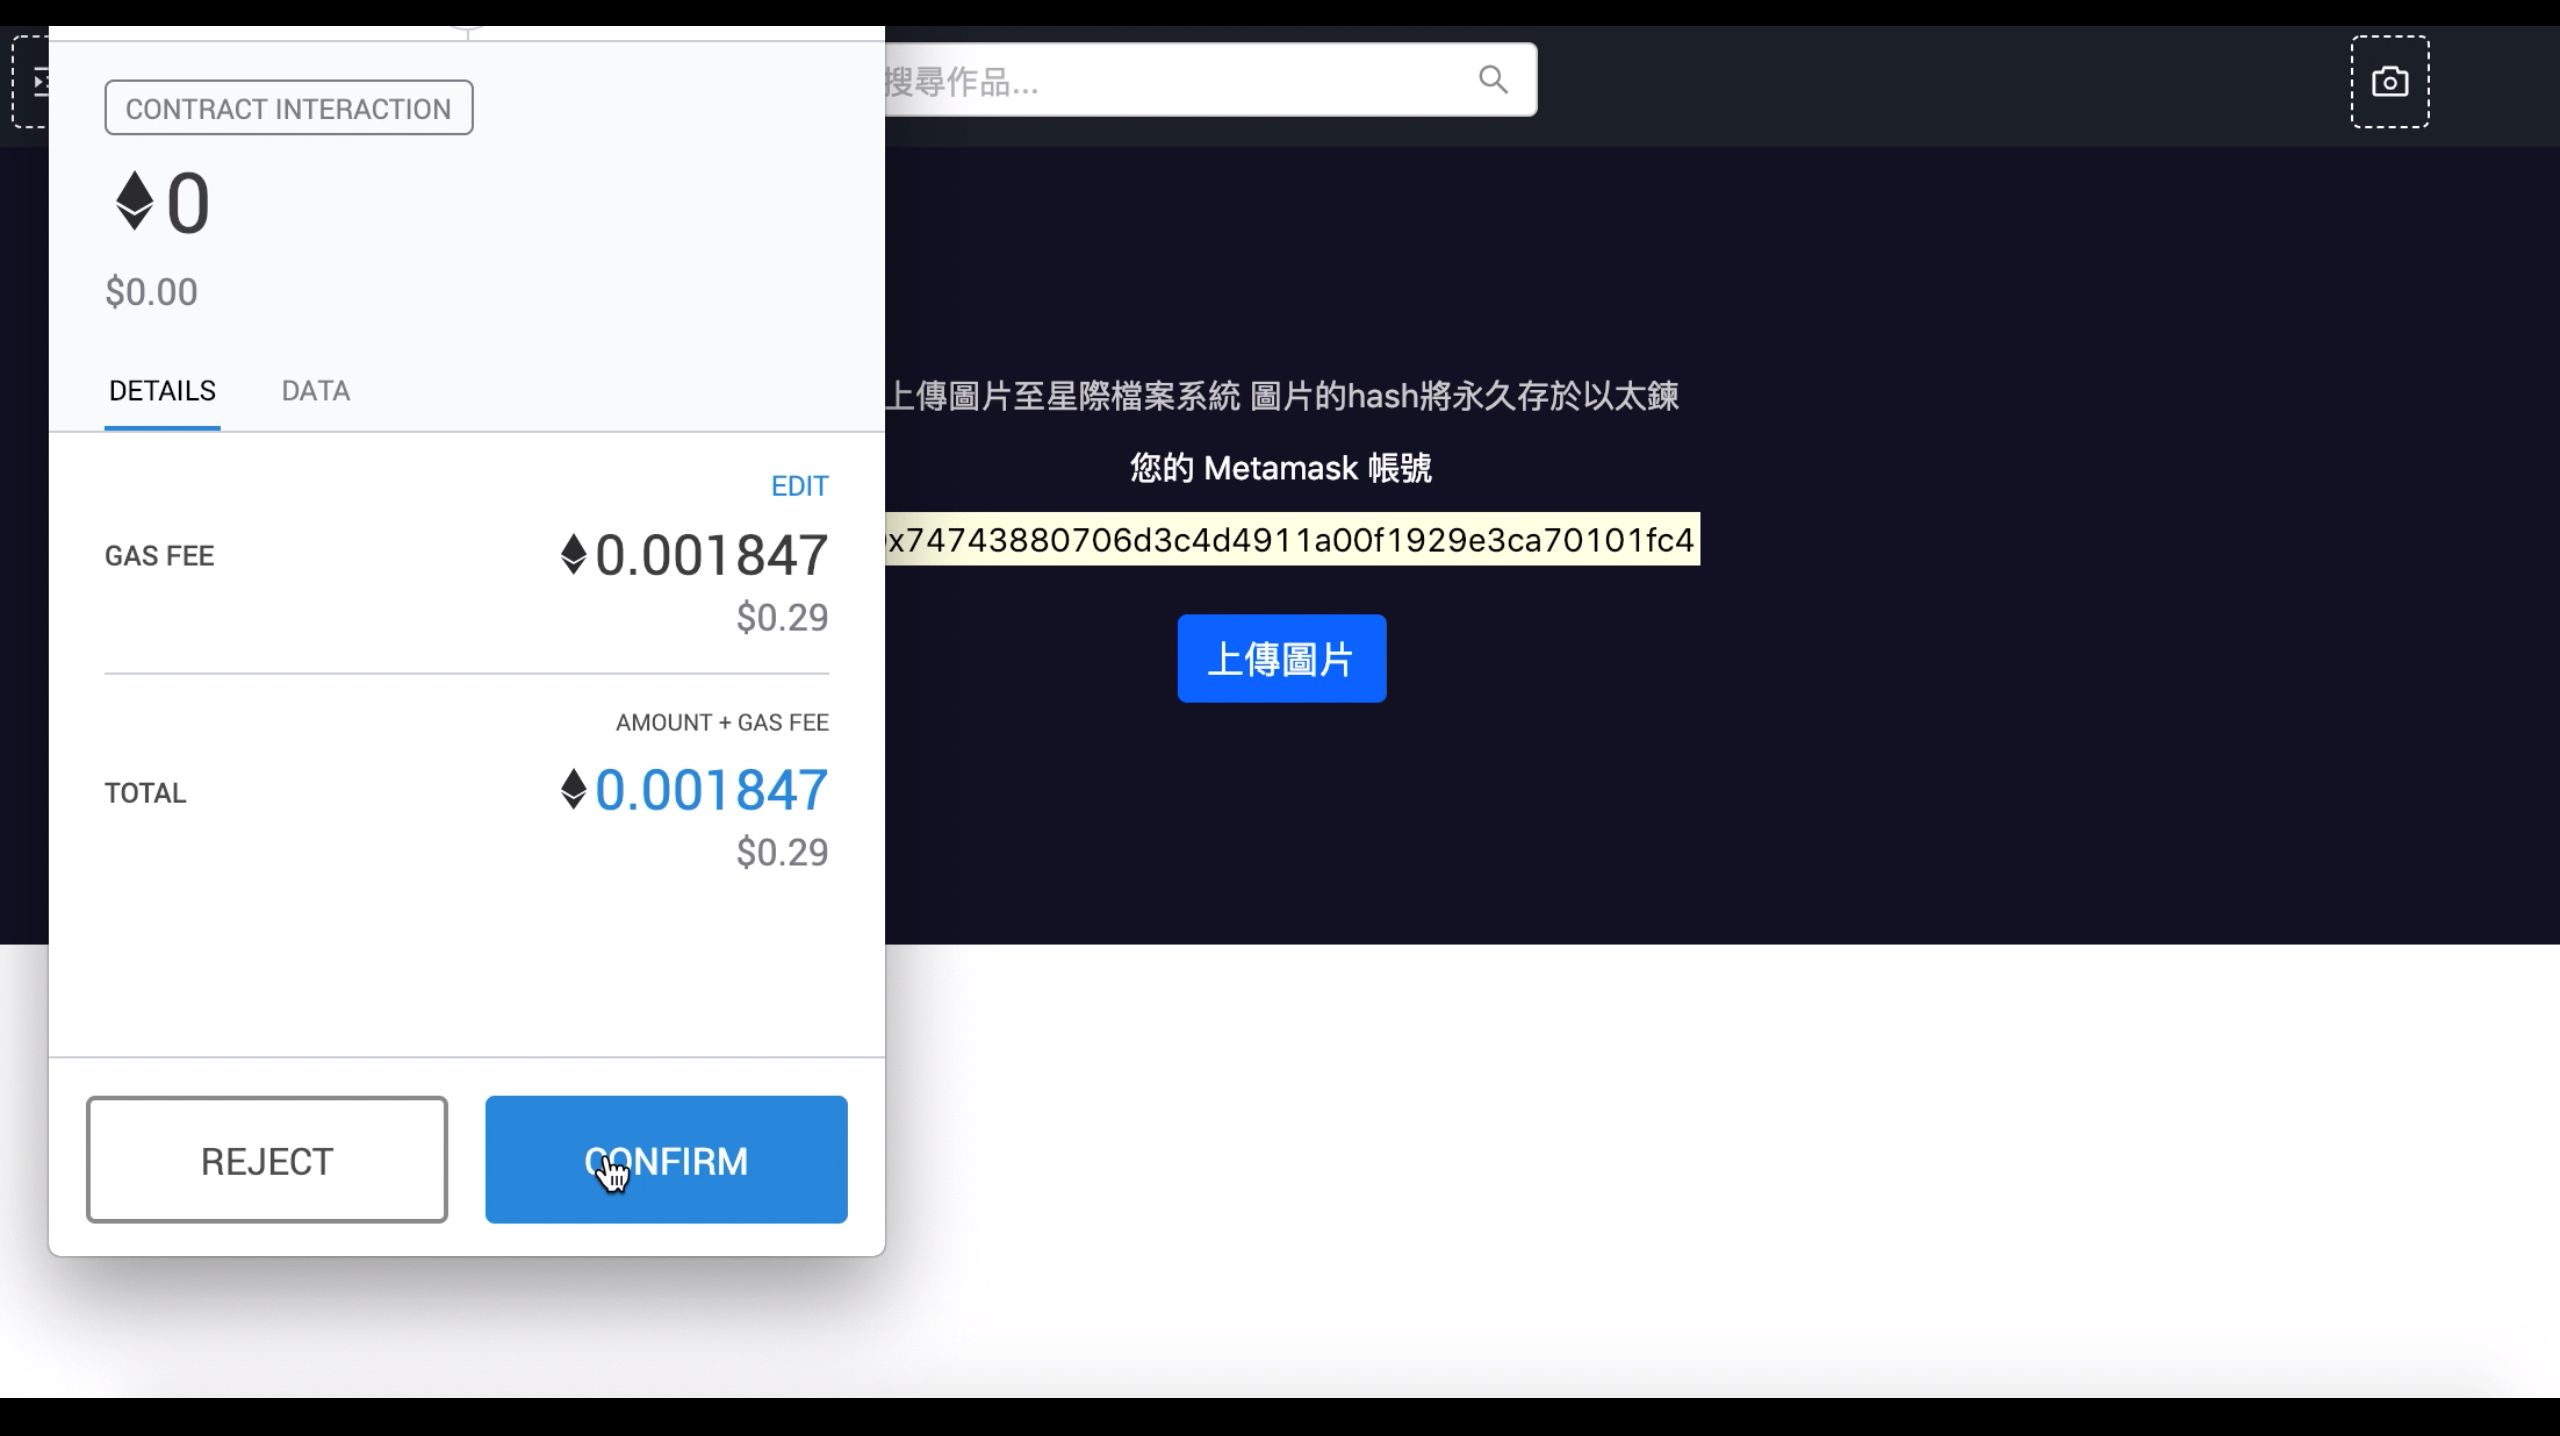 搜尋作品...
CONTRACT INTERACTION
0
$0.00
DETAILS
DATA
EDIT
GAS FEE
0.001847
$0.29
AMOUNT + GAS FEE
TOTAL
0.001847
$0.29
REJECT
CONFIRM
上傳圖片至星際檔案系統 圖片的hash將永久存於以太鍊
您的 Metamask 帳號
x74743880706d3c4d4911a00f1929e3ca70101fc4
上傳圖片